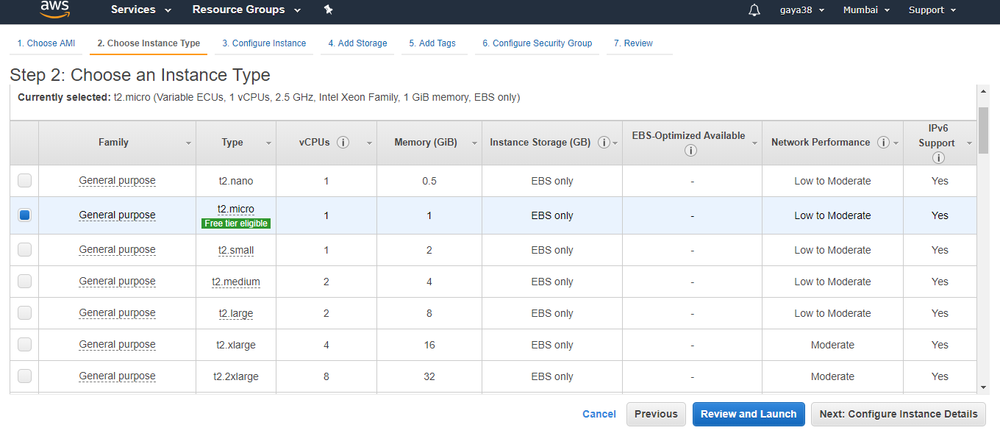 aws Services Resource Groups gaya38 Mumbai Support
1. Choose AMI 2. Choose Instance Type 3. Configure Instance 4. Add Storage 5. Add Tags 6. Configure Security Group 7. Review
Step 2: Choose an Instance Type
Currently selected: t2.micro (Variable ECUs, 1 vCPUs, 2.5 GHz, Intel Xeon Family, 1 GiB memory, EBS only)
Family Type vCPUs i Memory (GiB) Instance Storage (GB) i EBS-Optimized Available i Network Performance i IPv6 Support i
General purpose t2.nano 1 0.5 EBS only - Low to Moderate Yes
General purpose t2.micro Free tier eligible 1 1 EBS only - Low to Moderate Yes
General purpose t2.small 1 2 EBS only - Low to Moderate Yes
General purpose t2.medium 2 4 EBS only - Low to Moderate Yes
General purpose t2.large 2 8 EBS only - Low to Moderate Yes
General purpose t2.xlarge 4 16 EBS only - Moderate Yes
General purpose t2.2xlarge 8 32 EBS only - Moderate Yes
Cancel Previous Review and Launch Next: Configure Instance Details